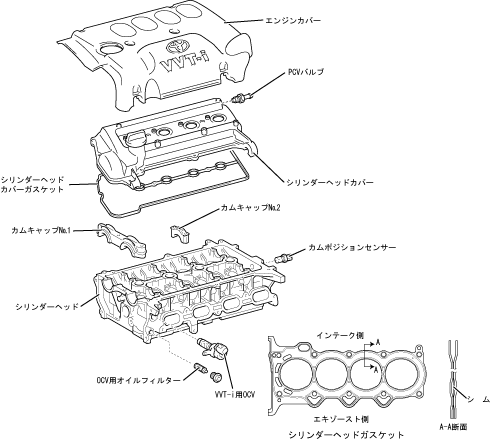 エンジンカバー
VVT-i
PCVバルブ
シリンダーヘッド
カバーガスケット
シリンダーヘッドカバー
カムキャップNo.2
カムキャップNo.1
カムポジションセンサー
シリンダーヘッド
インテーク側
A
A
OCV用オイルフィルター
VVT-i用OCV
シム
エキゾースト側
A-A断面
シリンダーヘッドガスケット